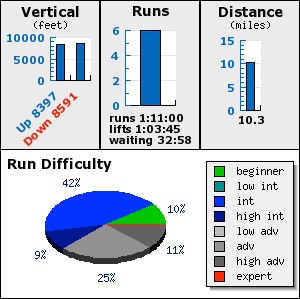 Vertical
(feet)
10000
5000
0
Up 8397
Down 8591
Runs
6
4
2
0
runs 1:11:00
lifts 1:03:45
waiting 32:58
Distance
(miles)
15
10
5
0
10.3
Run Difficulty
42%
10%
11%
25%
9%
beginner
low int
int
high int
low adv
adv
high adv
expert